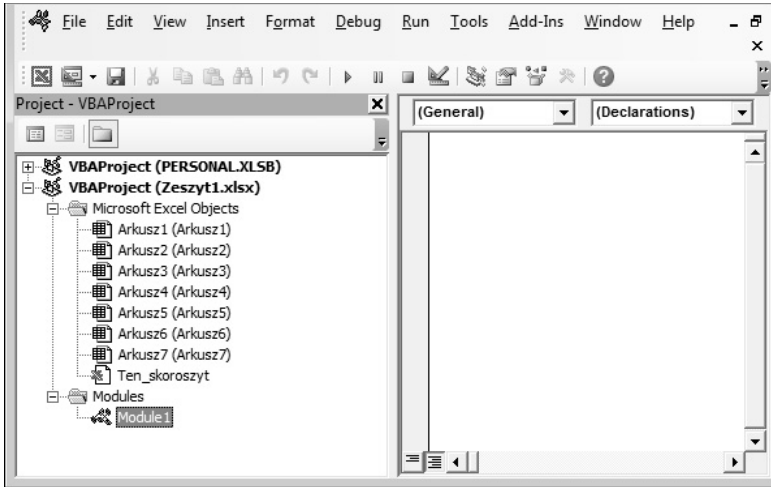 File Edit View Insert Format Debug Run Tools Add-Ins Window Help
Project - VBAProject
(General) (Declarations)
VBAProject (PERSONAL.XLSB)
VBAProject (Zeszyt1.xlsx)
Microsoft Excel Objects
Arkusz1 (Arkusz1)
Arkusz2 (Arkusz2)
Arkusz3 (Arkusz3)
Arkusz4 (Arkusz4)
Arkusz5 (Arkusz5)
Arkusz6 (Arkusz6)
Arkusz7 (Arkusz7)
Ten_skoroszyt
Modules
Module1